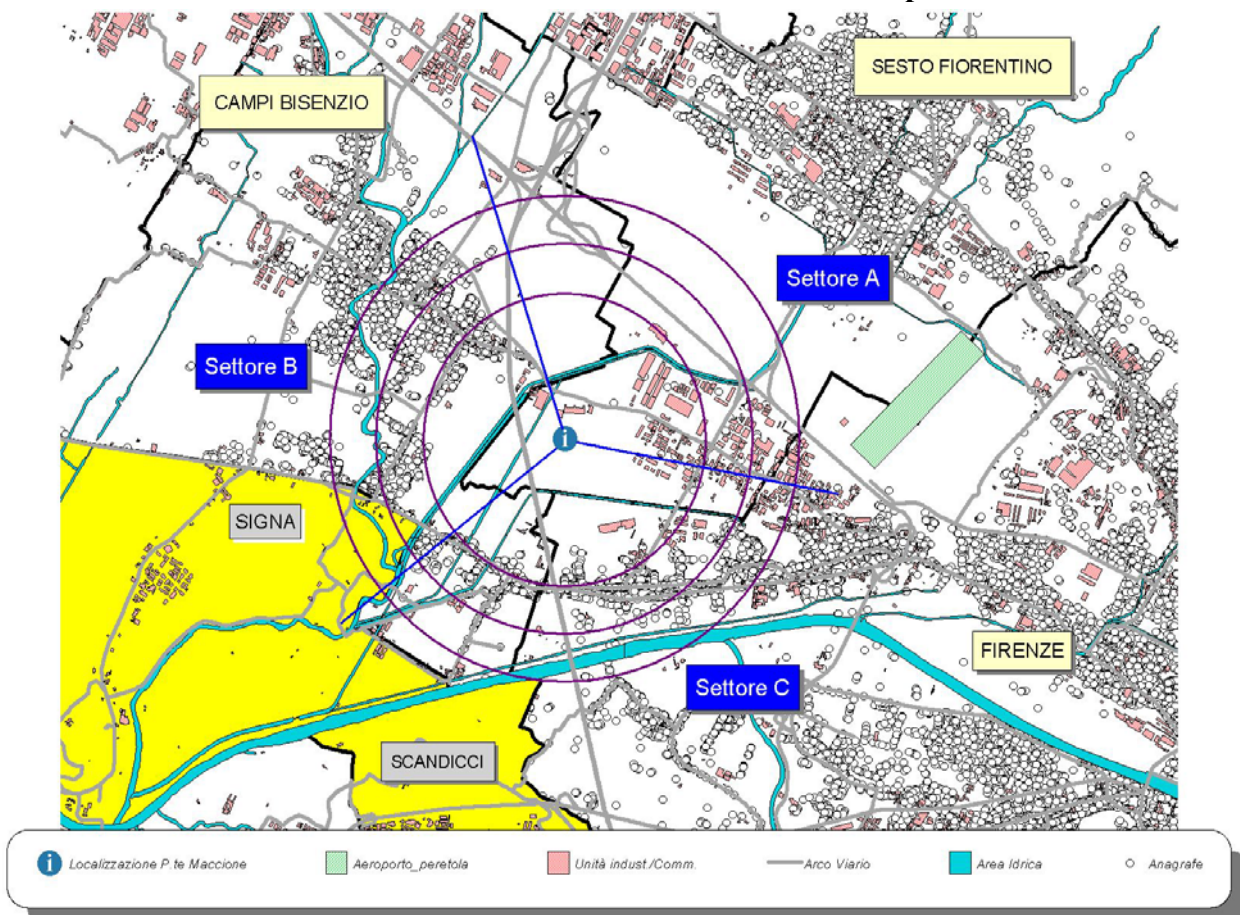 SESTO FIORENTINO
CAMPI BISENZIO
Settore A
Settore B
SIGNA
FIRENZE
Settore C
SCANDICCI
i Localizzazione P.te Maccione
Aeroporto_peretola
Unità indust./Comm.
Arco Viario
Area Idrica
Anagrafe